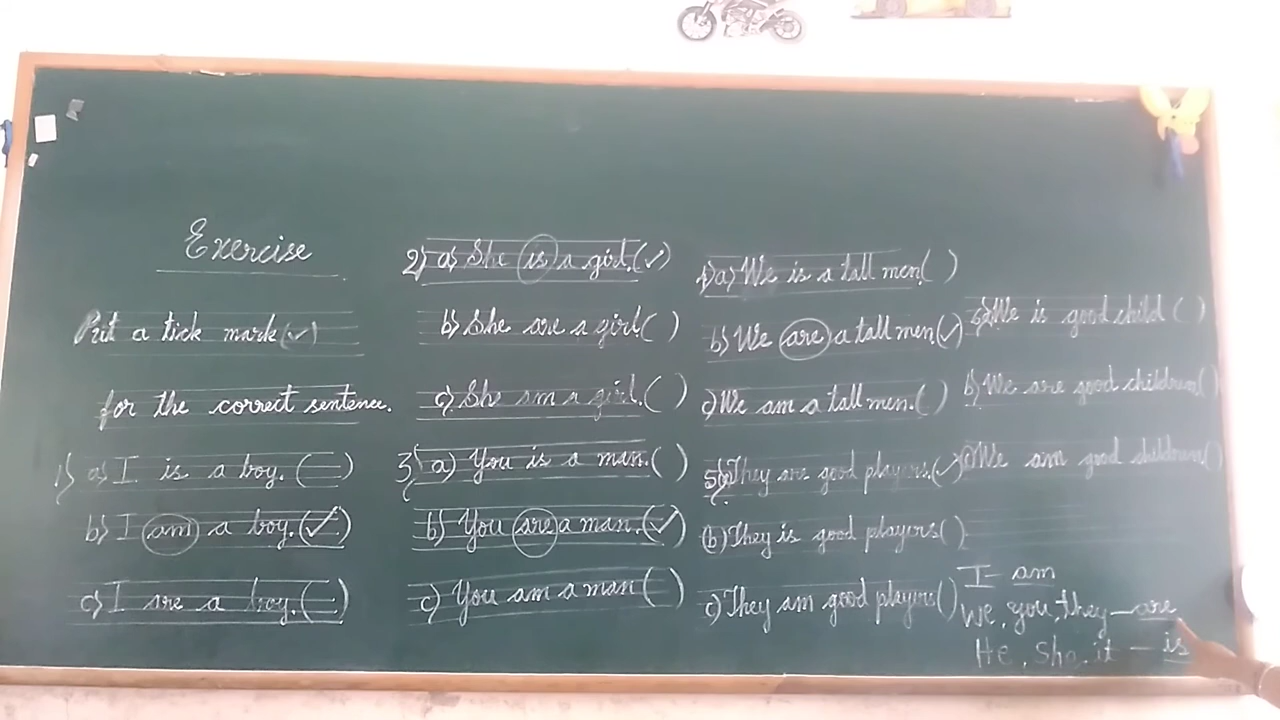 Exercise
Put a tick mark (✓)
for the correct sentence.
1) a) I is a boy. ( )
b) I am a boy. (✓)
c) I are a boy. ( )
2) a) She is a girl. (✓)
b) She are a girl ( )
c) She am a girl. ( )
3) a) You is a man. ( )
b) You are a man. (✓)
c) You am a man ( )
4) a) We is a tall men ( )
b) We are a tall men (✓)
c) We am a tall men. ( )
5) a) They are good players. (✓)
b) They is good players ( )
c) They am good players ( )
6) a) We is good child ( )
b) We are good childrem ( )
c) We am good childrem ( )
I - am
We, you, they - are
He, She, it - is